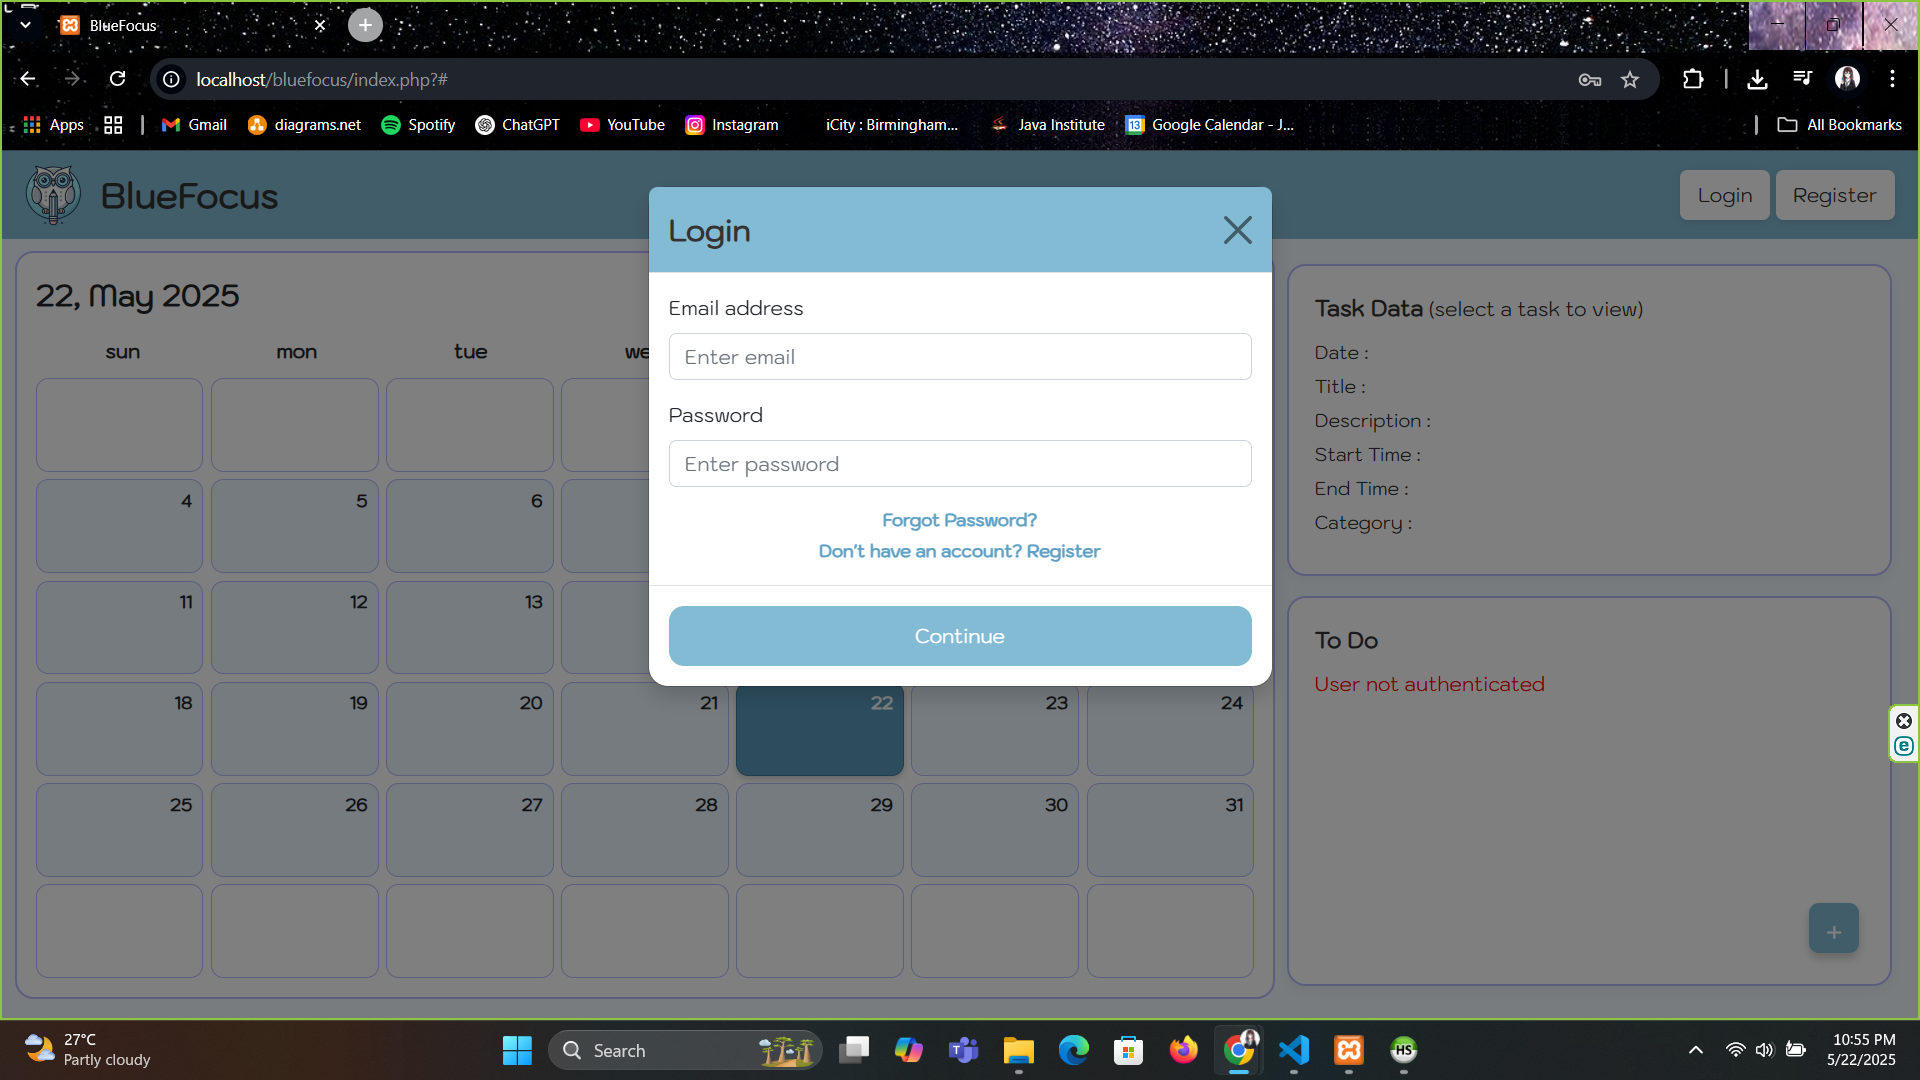 BlueFocus
localhost/bluefocus/index.php?#
Apps
Gmail
diagrams.net
Spotify
ChatGPT
YouTube
Instagram
iCity : Birmingham...
Java Institute
13
Google Calendar - J...
All Bookmarks
BlueFocus
Login
Register
22, May 2025
sun mon tue we
4 5 6
11 12 13
18 19 20 21 22 23 24
25 26 27 28 29 30 31
Login
Email address
Enter email
Password
Enter password
Forgot Password?
Don't have an account? Register
Continue
Task Data (select a task to view)
Date :
Title :
Description :
Start Time :
End Time :
Category :
To Do
User not authenticated
+
e
27°C
Partly cloudy
Search
HS
10:55 PM
5/22/2025